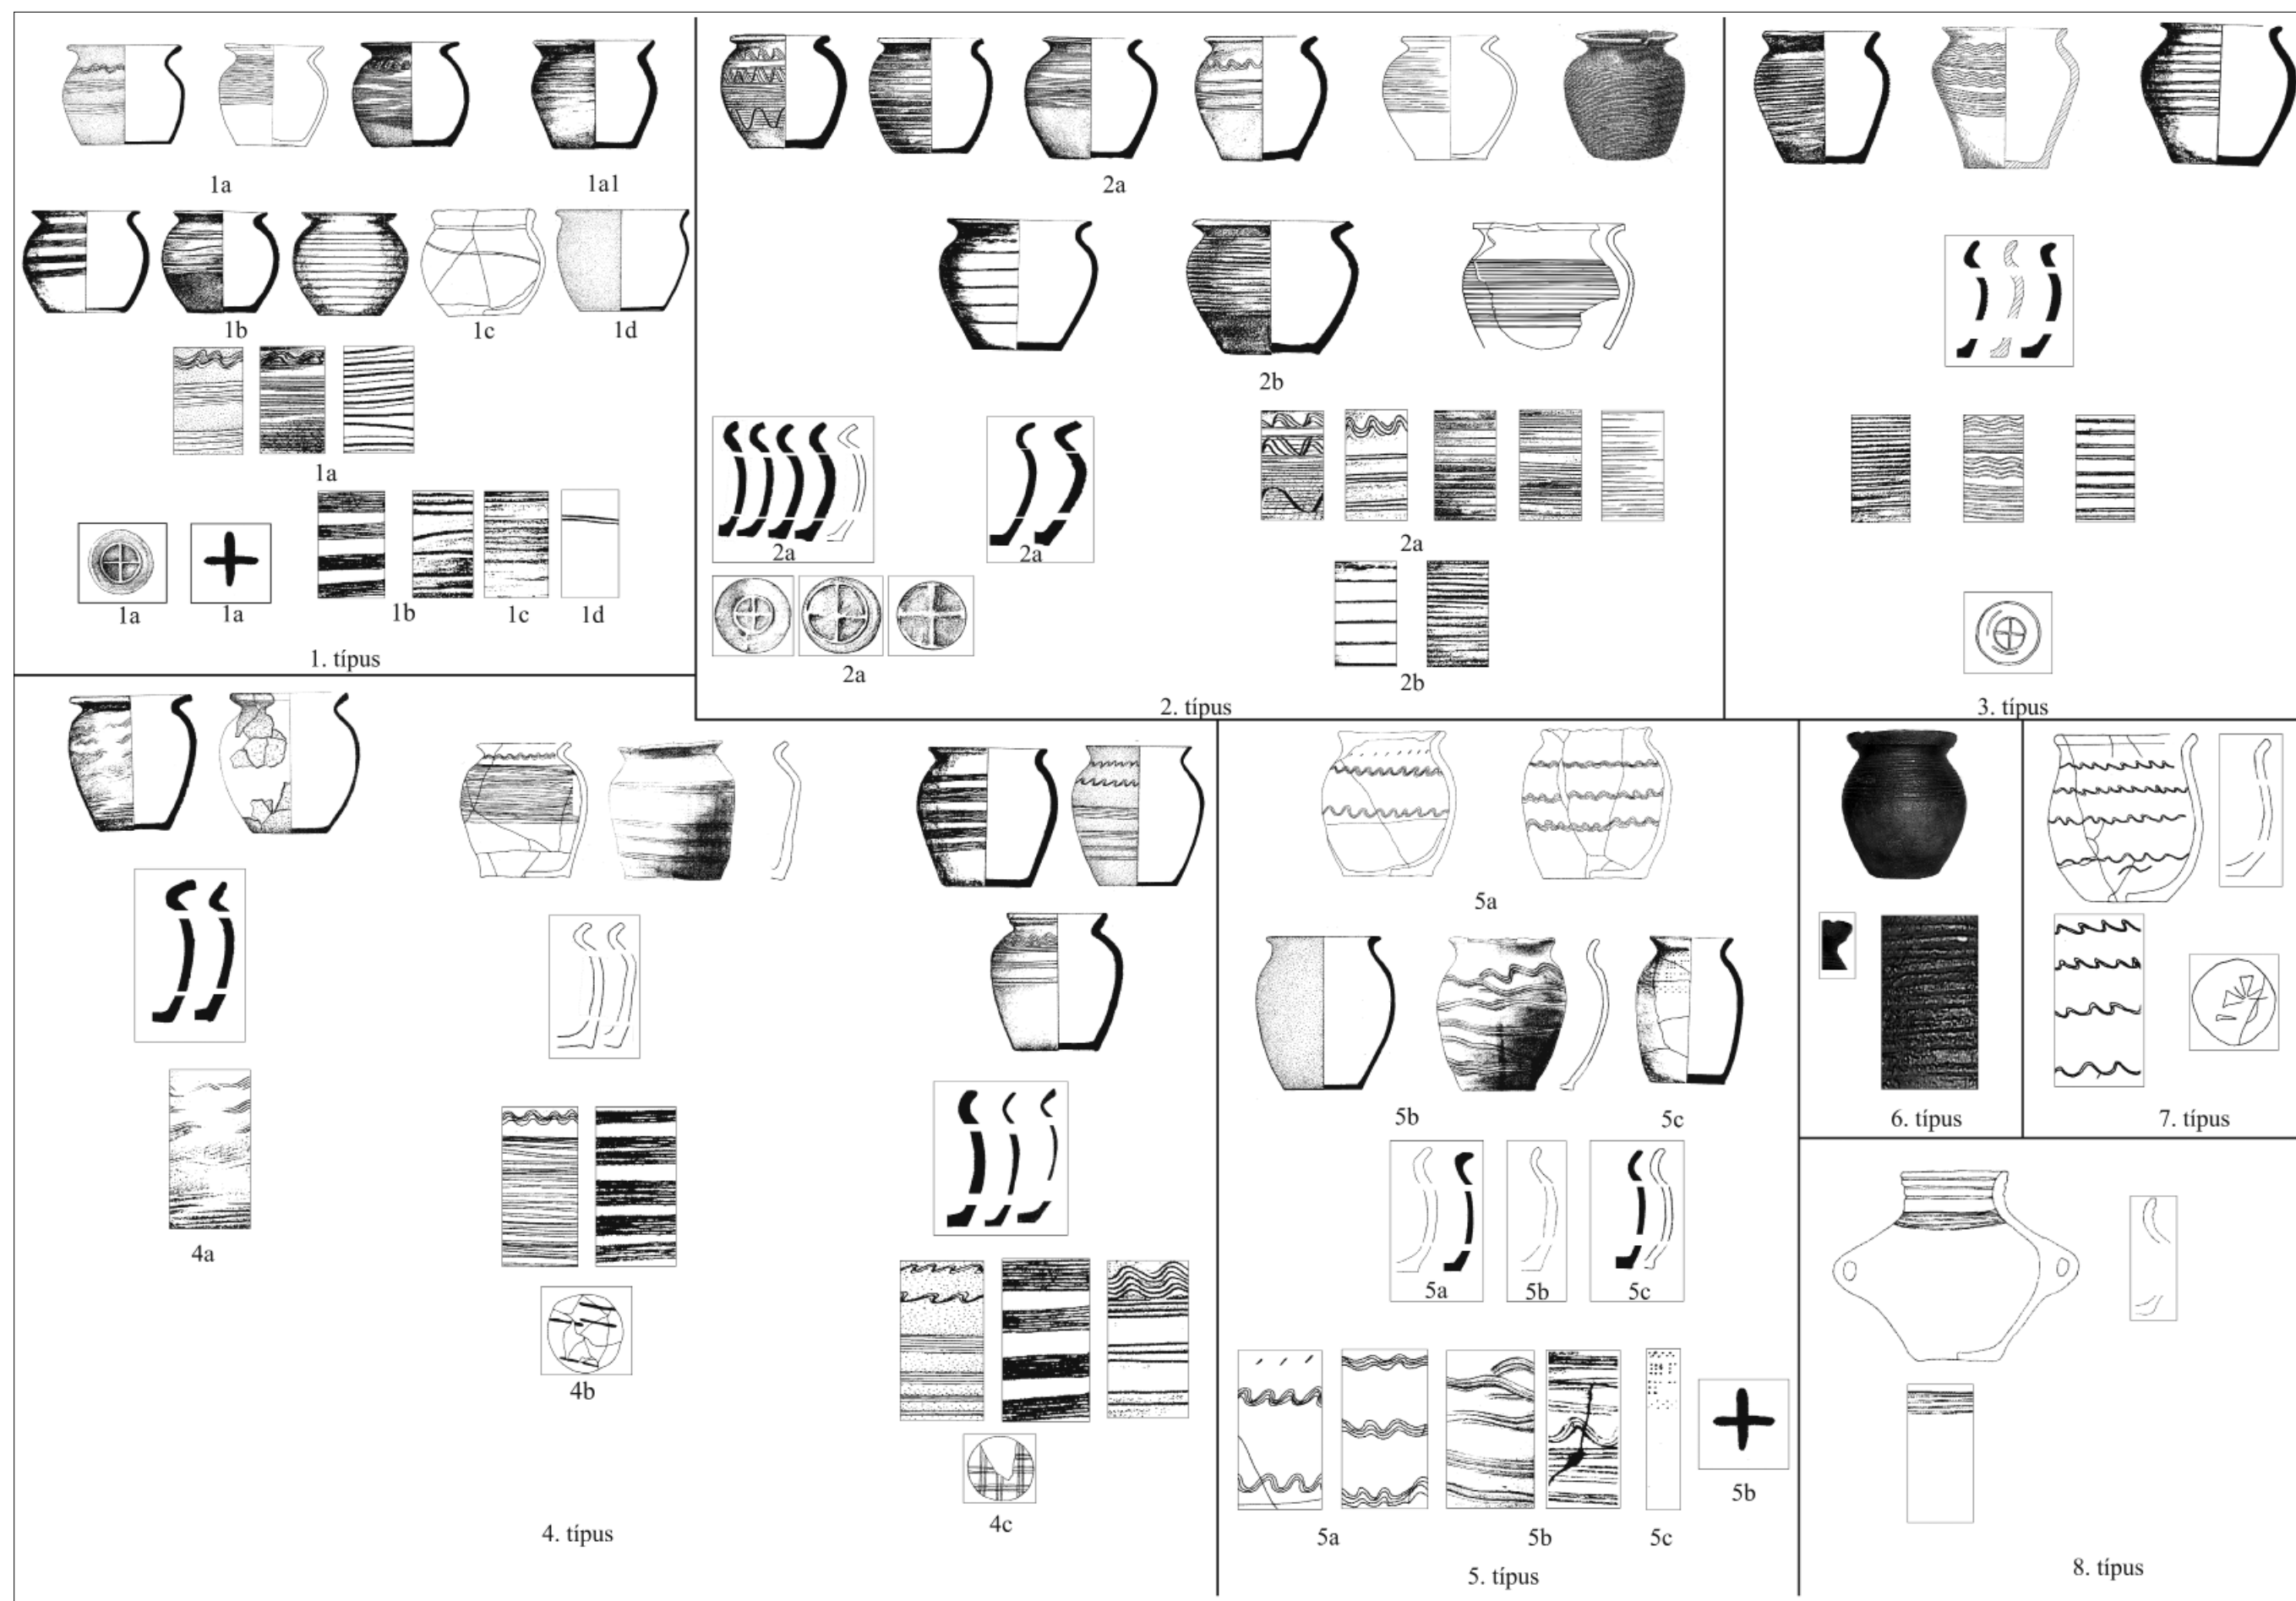 1a 1a1
1b 1c 1d
1a
1a 1a 1b 1c 1d
1. típus
2a
2b
2a 2a 2a
2a 2b
2. típus
3. típus
4a
4b
4c
4. típus
5a
5b 5c
5a 5b 5c
5b
5a 5b 5c
5. típus
6. típus
7. típus
8. típus